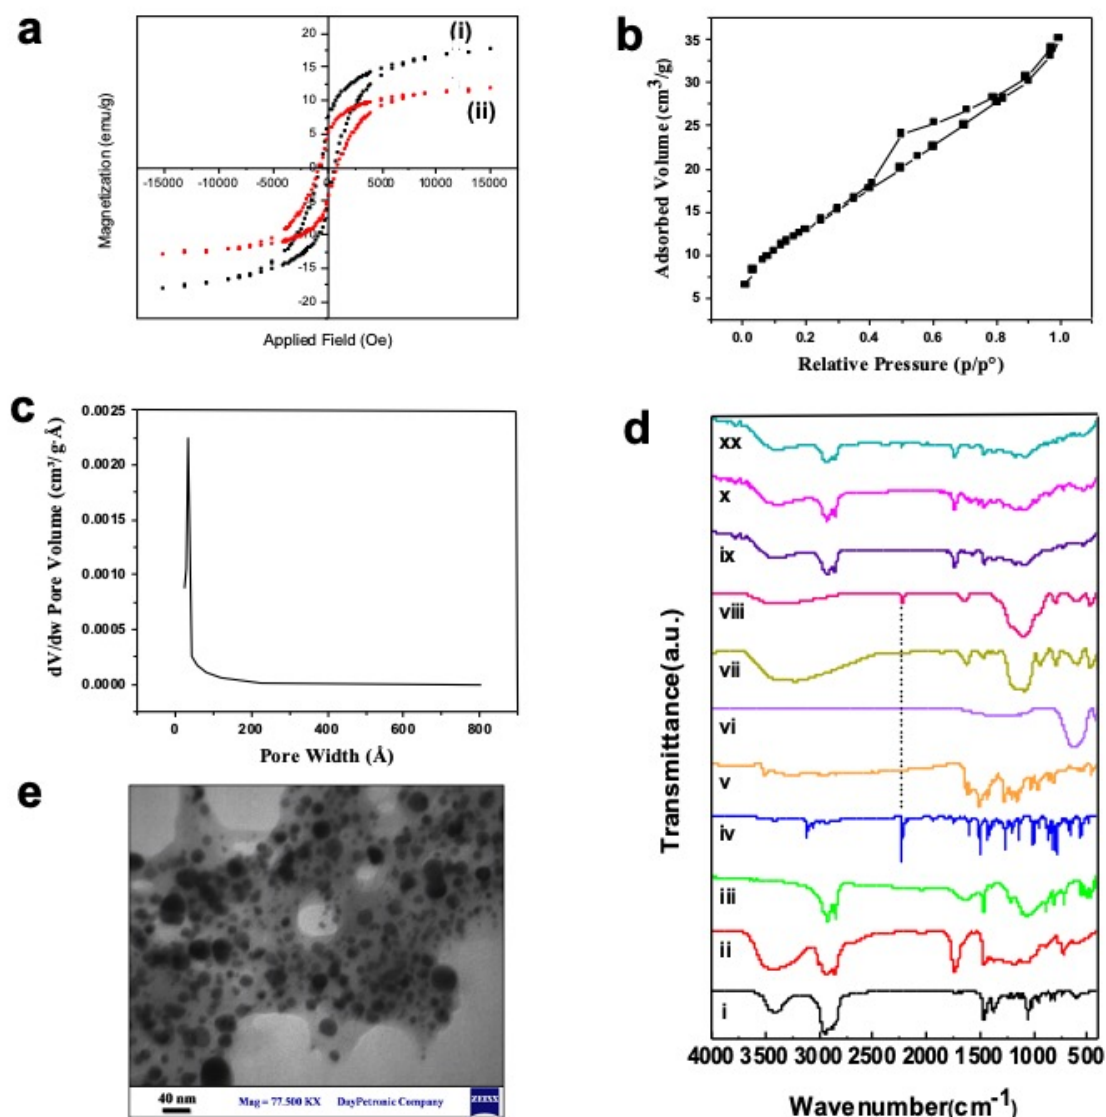 a
(i)
(ii)
20
15
10
5
0
-10
-15
-20
-15000
-10000
-5000
0
5000
10000
15000
Magnetization (emu/g)
Applied Field (Oe)
b
35
30
25
20
15
10
5
0.0
0.2
0.4
0.6
0.8
1.0
Adsorbed Volume (cm³/g)
Relative Pressure (p/p°)
c
0.0025
0.0020
0.0015
0.0010
0.0005
0.0000
0
200
400
600
800
dV/dw Pore Volume (cm³/g·Å)
Pore Width (Å)
d
xx
x
ix
viii
vii
vi
v
iv
iii
ii
i
4000 3500 3000 2500 2000 1500 1000 500
Transmittance(a.u.)
Wavenumber(cm⁻¹)
e
40 nm
Mag = 77.500 KX
DayPetronic Company
ZEISS